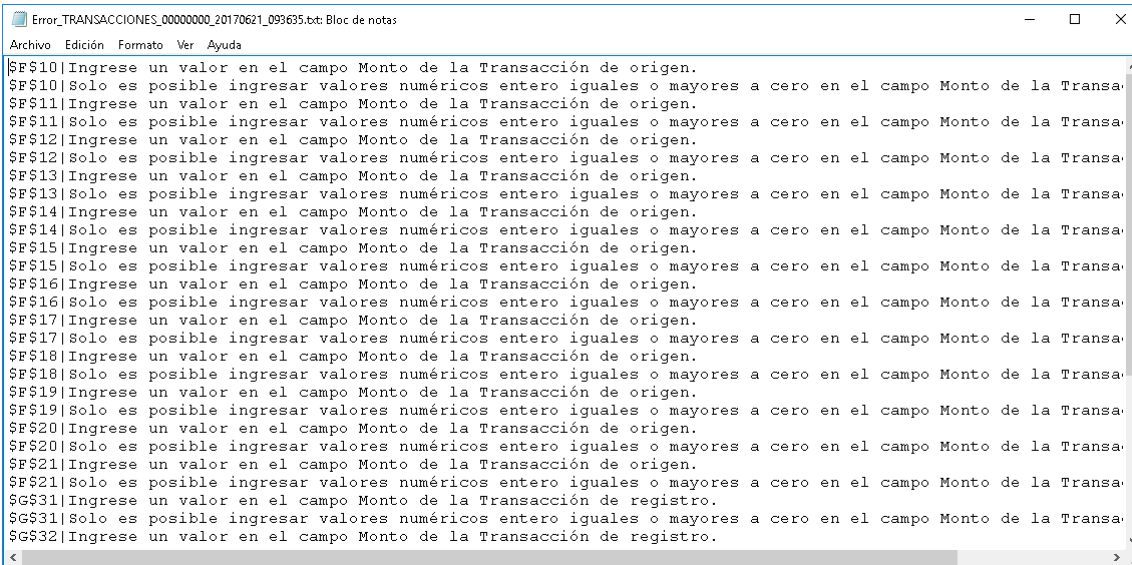 Error_TRANSACCIONES_00000000_20170621_093635.txt: Bloc de notas
Archivo Edición Formato Ver Ayuda
$F$10|Ingrese un valor en el campo Monto de la Transacción de origen.
$F$10|Solo es posible ingresar valores numéricos entero iguales o mayores a cero en el campo Monto de la Transa
$F$11|Ingrese un valor en el campo Monto de la Transacción de origen.
$F$11|Solo es posible ingresar valores numéricos entero iguales o mayores a cero en el campo Monto de la Transa
$F$12|Ingrese un valor en el campo Monto de la Transacción de origen.
$F$12|Solo es posible ingresar valores numéricos entero iguales o mayores a cero en el campo Monto de la Transa
$F$13|Ingrese un valor en el campo Monto de la Transacción de origen.
$F$13|Solo es posible ingresar valores numéricos entero iguales o mayores a cero en el campo Monto de la Transa
$F$14|Ingrese un valor en el campo Monto de la Transacción de origen.
$F$14|Solo es posible ingresar valores numéricos entero iguales o mayores a cero en el campo Monto de la Transa
$F$15|Ingrese un valor en el campo Monto de la Transacción de origen.
$F$15|Solo es posible ingresar valores numéricos entero iguales o mayores a cero en el campo Monto de la Transa
$F$16|Ingrese un valor en el campo Monto de la Transacción de origen.
$F$16|Solo es posible ingresar valores numéricos entero iguales o mayores a cero en el campo Monto de la Transa
$F$17|Ingrese un valor en el campo Monto de la Transacción de origen.
$F$17|Solo es posible ingresar valores numéricos entero iguales o mayores a cero en el campo Monto de la Transa
$F$18|Ingrese un valor en el campo Monto de la Transacción de origen.
$F$18|Solo es posible ingresar valores numéricos entero iguales o mayores a cero en el campo Monto de la Transa
$F$19|Ingrese un valor en el campo Monto de la Transacción de origen.
$F$19|Solo es posible ingresar valores numéricos entero iguales o mayores a cero en el campo Monto de la Transa
$F$20|Ingrese un valor en el campo Monto de la Transacción de origen.
$F$20|Solo es posible ingresar valores numéricos entero iguales o mayores a cero en el campo Monto de la Transa
$F$21|Ingrese un valor en el campo Monto de la Transacción de origen.
$F$21|Solo es posible ingresar valores numéricos entero iguales o mayores a cero en el campo Monto de la Transa
$G$31|Ingrese un valor en el campo Monto de la Transacción de registro.
$G$31|Solo es posible ingresar valores numéricos entero iguales o mayores a cero en el campo Monto de la Transa
$G$32|Ingrese un valor en el campo Monto de la Transacción de registro.